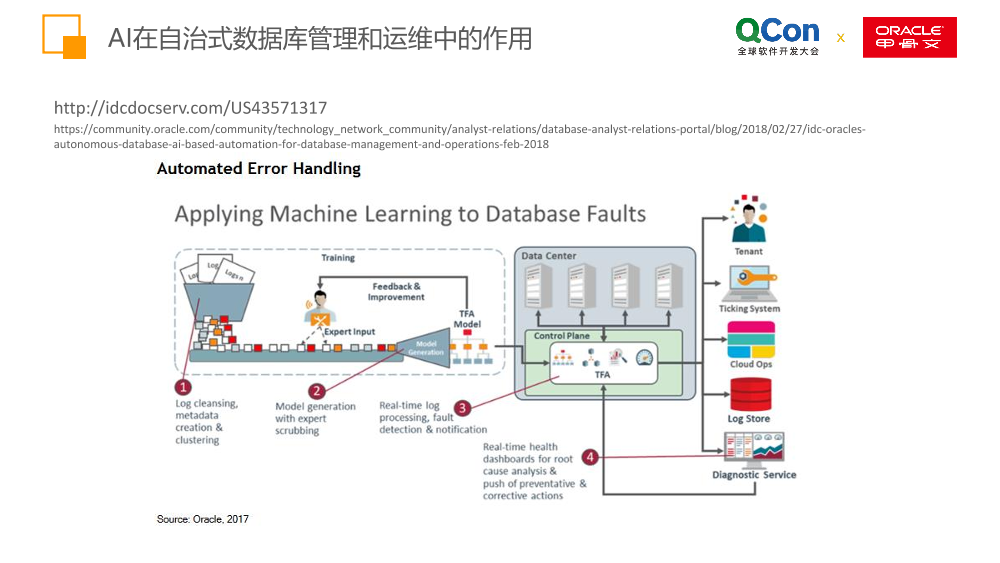 AI在自治式数据库管理和运维中的作用
QCon
全球软件开发大会
x
ORACLE
甲骨文
http://idcdocserv.com/US43571317
https://community.oracle.com/community/technology_network_community/analyst-relations/database-analyst-relations-portal/blog/2018/02/27/idc-oracles-
autonomous-database-ai-based-automation-for-database-management-and-operations-feb-2018
Automated Error Handling
Applying Machine Learning to Database Faults
Training
Log
Logs n
Feedback &
Improvement
Expert Input
TFA
Model
Model
Generation
1
Log cleansing,
metadata
creation &
clustering
2
Model generation
with expert
scrubbing
Real-time log
processing, fault
detection & notification
3
Data Center
Control Plane
TFA
Real-time health
dashboards for root
cause analysis &
push of preventative &
corrective actions
4
Tenant
Ticking System
Cloud Ops
Log Store
Diagnostic Service
Source: Oracle, 2017